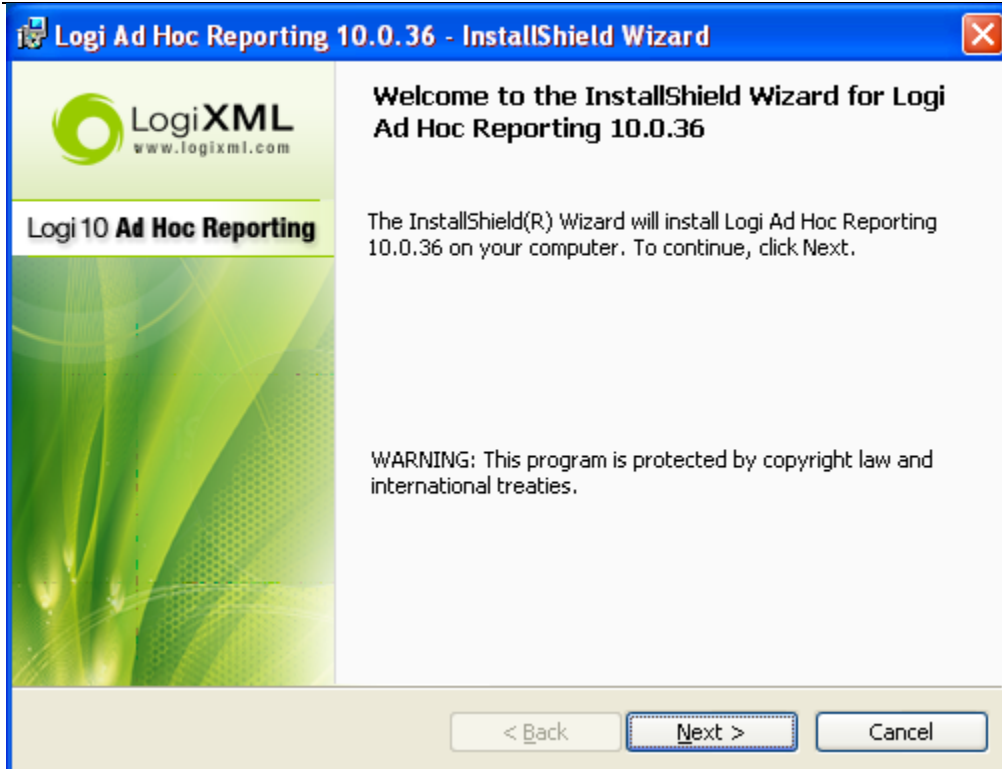 Logi Ad Hoc Reporting 10.0.36 - InstallShield Wizard
LogiXML
www.logixml.com
Logi 10 Ad Hoc Reporting
Welcome to the InstallShield Wizard for Logi
Ad Hoc Reporting 10.0.36
The InstallShield(R) Wizard will install Logi Ad Hoc Reporting
10.0.36 on your computer. To continue, click Next.
WARNING: This program is protected by copyright law and
international treaties.
< Back
Next >
Cancel